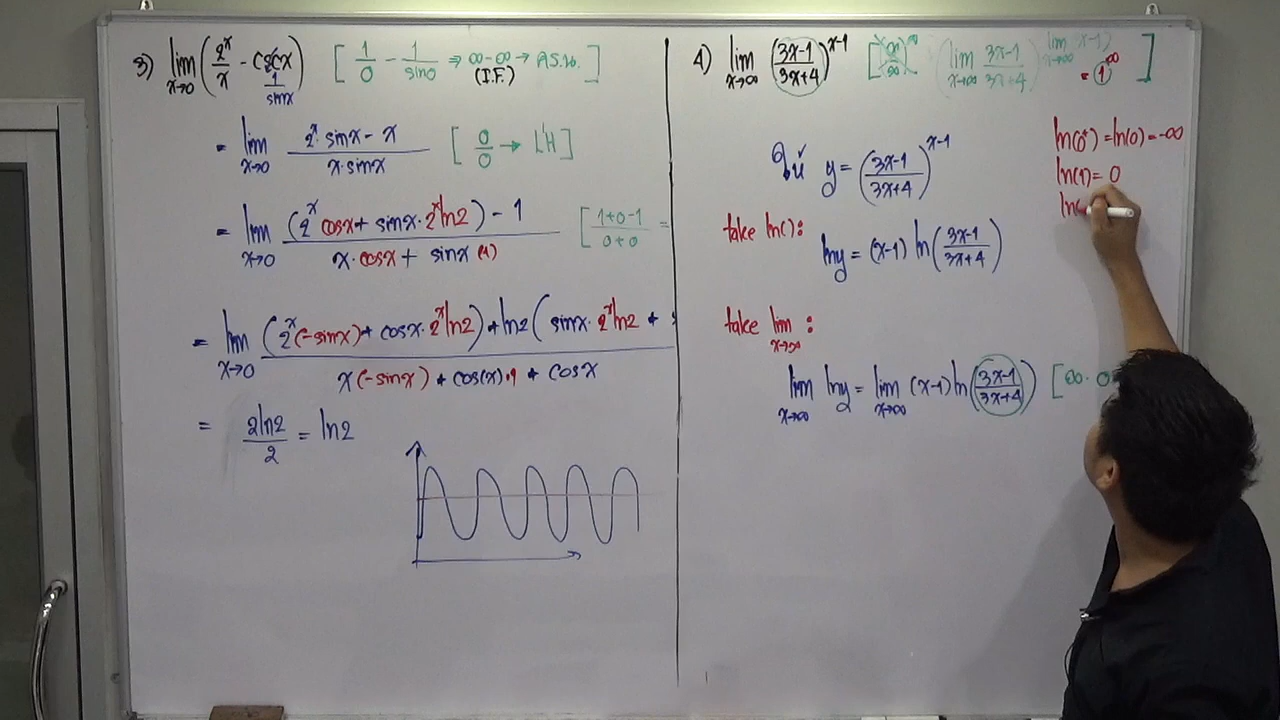 3) lim x→0 (2^x/x - cscx) [1/0 - 1/sin0 ⇒ ∞-∞ → ค.ร.น.]
1/sinx
(I.F.)
= lim x→0 (2^x·sinx - x)/(x·sinx) [0/0 → L'H]
= lim x→0 ((2^x cosx + sinx·2^x ln2) - 1)/(x·cosx + sinx(1)) [(1+0-1)/(0+0) =
= lim x→0 ((2^x(-sinx) + cosx·2^x ln2) + ln2(sinx·2^x ln2 +)/(x(-sinx) + cos(x)·1 + cosx)
= 2ln2/2 = ln2
4) lim x→∞ ((3x-1)/(3x+4))^(x-1) [(∞/∞)^∞ (lim x→∞ (3x-1)/(3x+4)) lim x→∞ (x-1) = 1^∞]
ให้ y = ((3x-1)/(3x+4))^(x-1)
take ln():
lny = (x-1) ln((3x-1)/(3x+4))
take lim x→∞ :
lim x→∞ lny = lim x→∞ (x-1) ln((3x-1)/(3x+4)) [∞·0
ln(0⁺) = ln(0) = -∞
ln(1) = 0
ln(